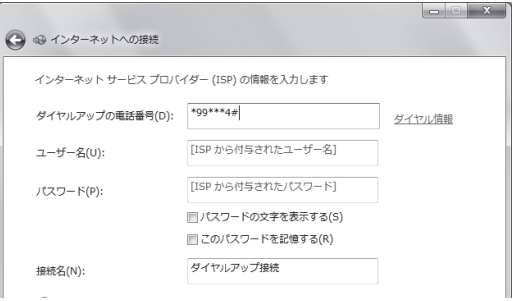 インターネットへの接続
インターネット サービス プロバイダー (ISP) の情報を入力します
ダイヤルアップの電話番号(D): *99***4# ダイヤル情報
ユーザー名(U): [ISP から付与されたユーザー名]
パスワード(P): [ISP から付与されたパスワード]
パスワードの文字を表示する(S)
このパスワードを記憶する(R)
接続名(N): ダイヤルアップ接続